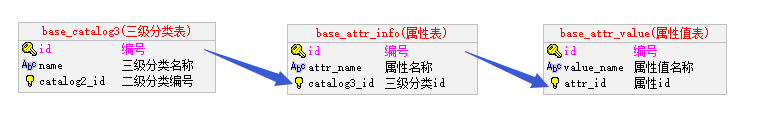 base_catalog3(三级分类表)
id 编号
name 三级分类名称
catalog2_id 二级分类编号
base_attr_info(属性表)
id 编号
attr_name 属性名称
catalog3_id 三级分类id
base_attr_value(属性值表)
id 编号
value_name 属性值名称
attr_id 属性id